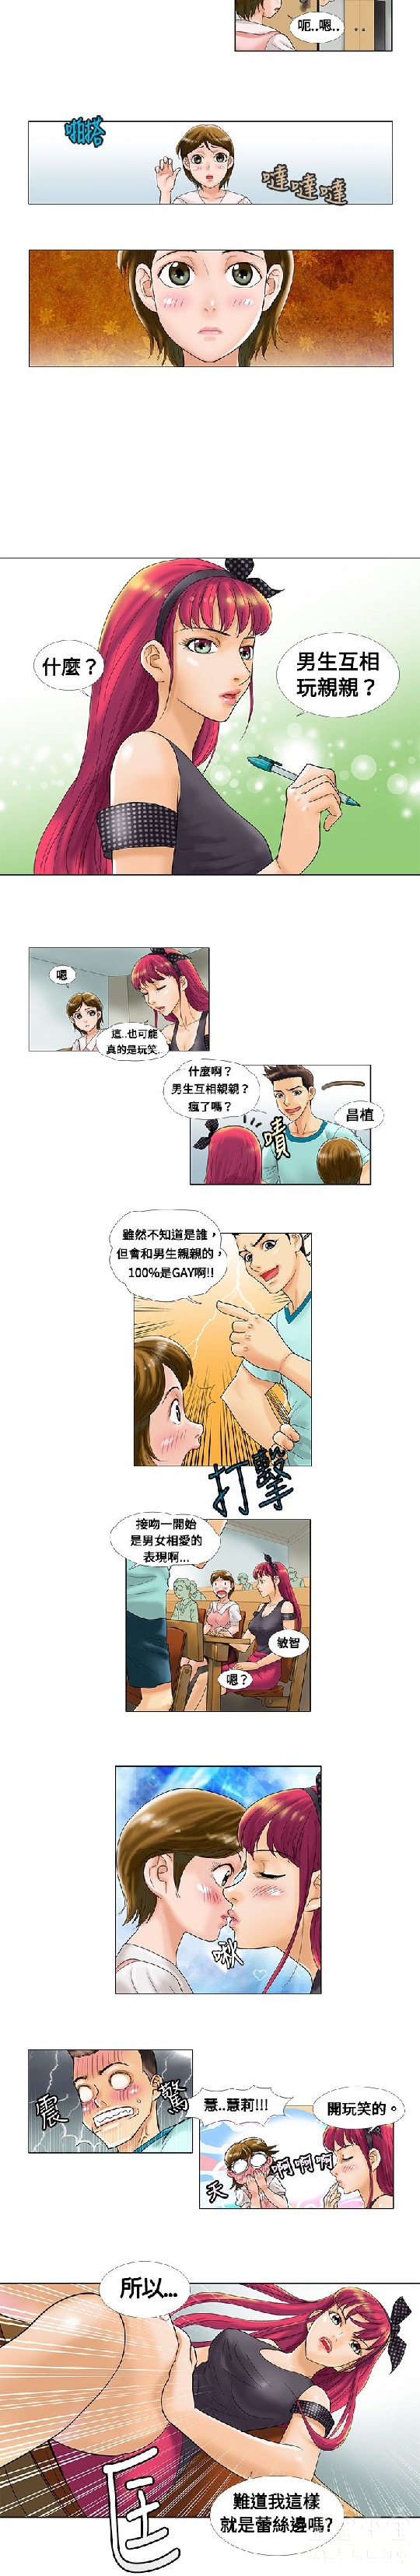 呃..嗯..
啪搭
噠噠噠
什麼？
男生互相
玩親親？
嗯
這..也可能
真的是玩笑..
什麼啊？
男生互相親親？
瘋了嗎？
昌植
嘖
雖然不知道是誰，
但會和男生親親的，
100%是GAY啊!!
打擊
接吻一開始
是男女相愛的
表現啊...
敏智
嗯？
啾
震驚
慧..慧莉!!!
開玩笑的。
天
啊啊啊
所以...
匡
難道我這樣
就是蕾絲邊嗎?